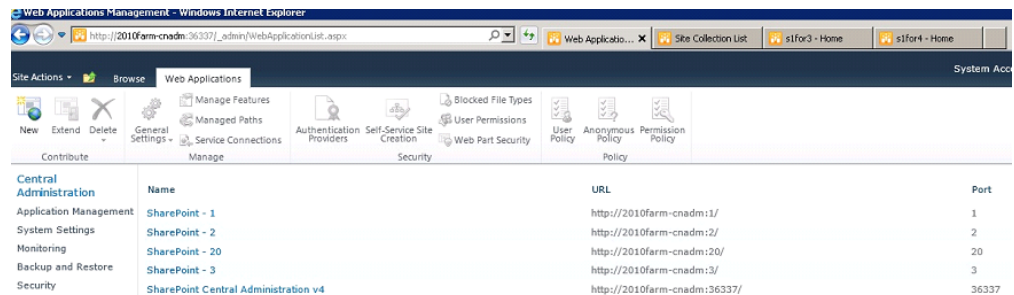 Web Applications Management - Windows Internet Explorer
http://2010farm-cnadm:36337/_admin/WebApplicationList.aspx
Web Applicatio...
Site Collection List
s1for3 - Home
s1for4 - Home
System Acco
Site Actions
Browse
Web Applications
New
Extend
Delete
General Settings
Manage Features
Managed Paths
Service Connections
Authentication Providers
Self-Service Site Creation
Blocked File Types
User Permissions
Web Part Security
User Policy
Anonymous Policy
Permission Policy
Contribute
Manage
Security
Policy
Central Administration
Application Management
System Settings
Monitoring
Backup and Restore
Security
Name URL Port
SharePoint - 1 http://2010farm-cnadm:1/ 1
SharePoint - 2 http://2010farm-cnadm:2/ 2
SharePoint - 20 http://2010farm-cnadm:20/ 20
SharePoint - 3 http://2010farm-cnadm:3/ 3
SharePoint Central Administration v4 http://2010farm-cnadm:36337/ 36337